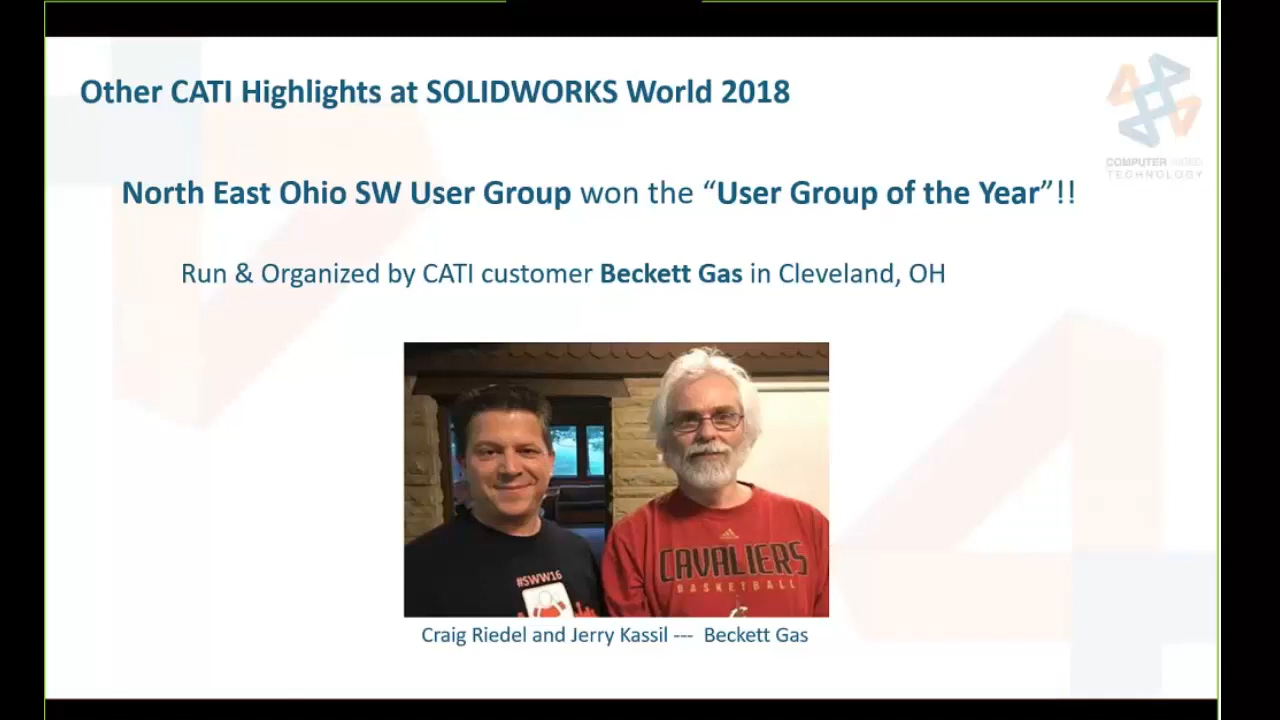 Other CATI Highlights at SOLIDWORKS World 2018
COMPUTER AIDED
TECHNOLOGY
North East Ohio SW User Group won the “User Group of the Year”!!
Run & Organized by CATI customer Beckett Gas in Cleveland, OH
#SWW16
CAVALIERS
BASKETBALL
Craig Riedel and Jerry Kassil --- Beckett Gas